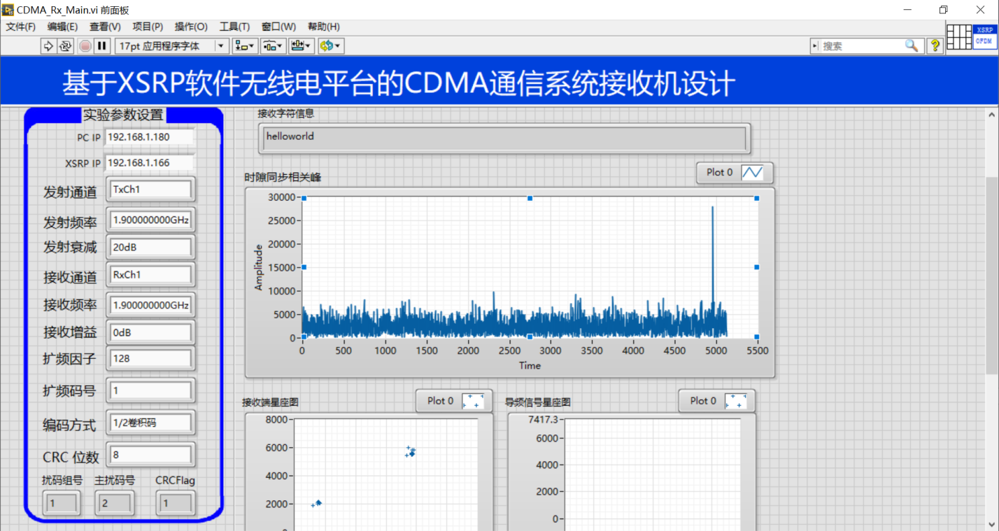 CDMA_Rx_Main.vi 前面板
文件(F) 编辑(E) 查看(V) 项目(P) 操作(O) 工具(T) 窗口(W) 帮助(H)
17pt 应用程序字体
搜索
XSRP
OFDM
基于XSRP软件无线电平台的CDMA通信系统接收机设计
实验参数设置
PC IP 192.168.1.180
XSRP IP 192.168.1.166
发射通道 TxCh1
发射频率 1.900000000GHz
发射衰减 20dB
接收通道 RxCh1
接收频率 1.900000000GHz
接收增益 0dB
扩频因子 128
扩频码号 1
编码方式 1/2卷积码
CRC 位数 8
扰码组号 主扰码号 CRCFlag
1 2 1
接收字符信息
helloworld
时隙同步相关峰
Plot 0
30000
25000
20000
15000
10000
5000
0
Amplitude
0 500 1000 1500 2000 2500 3000 3500 4000 4500 5000 5500
Time
接收端星座图
Plot 0
8000
6000
4000
2000
导频信号星座图
Plot 0
7417.3
6000
4000
2000
0